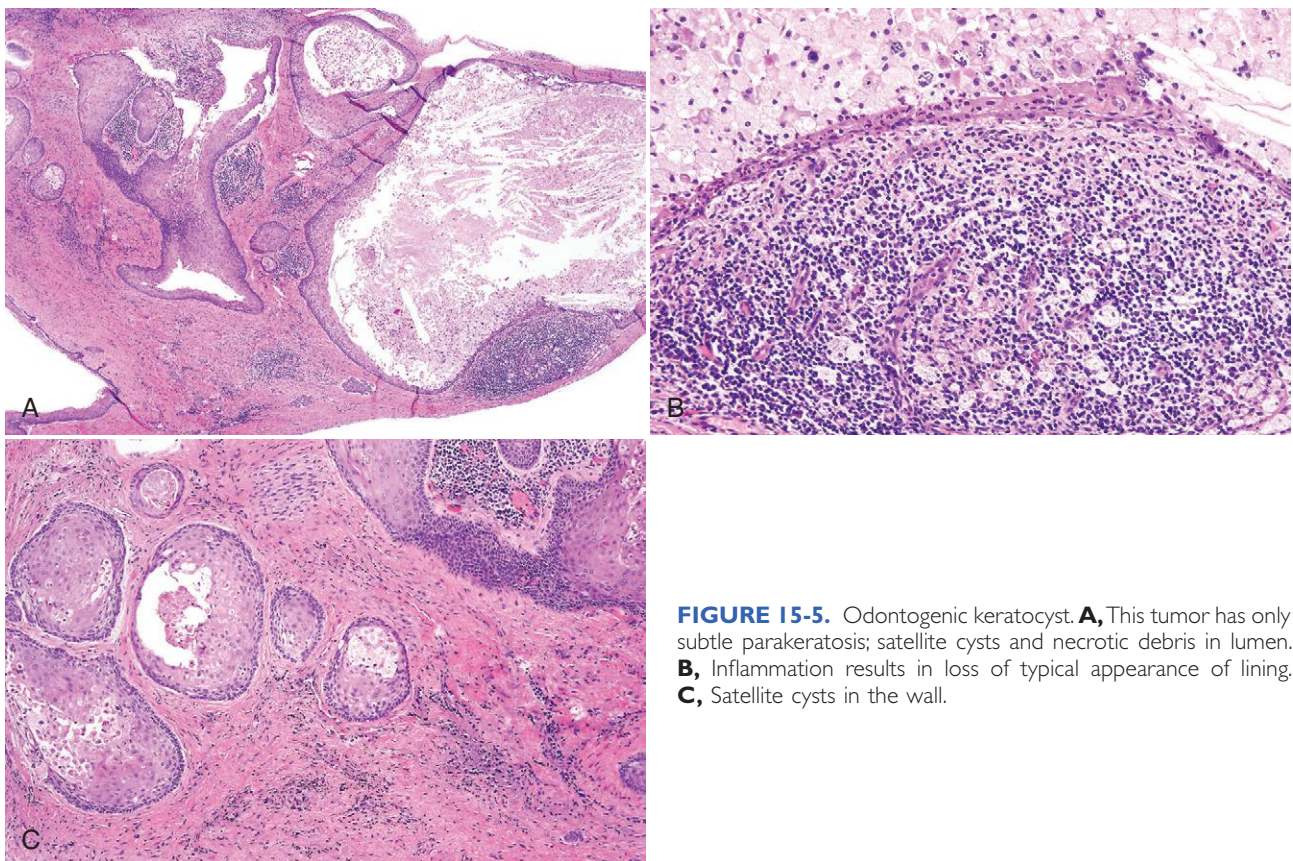 A
B
C
FIGURE 15-5. Odontogenic keratocyst. A, This tumor has only
subtle parakeratosis; satellite cysts and necrotic debris in lumen.
B, Inflammation results in loss of typical appearance of lining.
C, Satellite cysts in the wall.